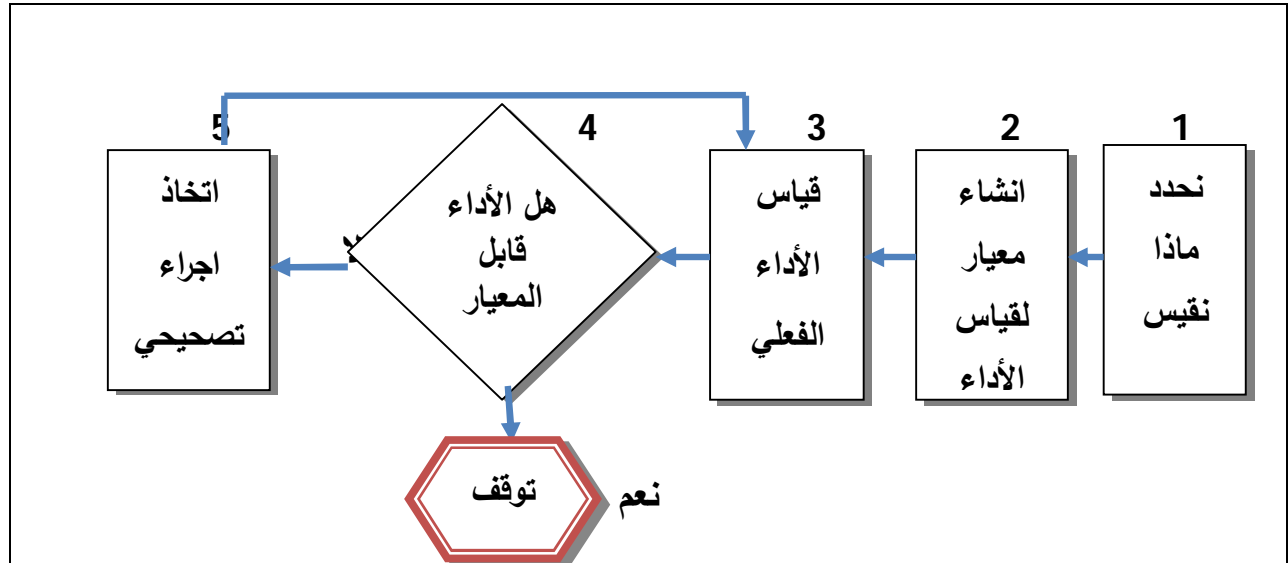 1
نحدد
ماذا
نقيس
2
انشاء
معيار
لقياس
الأداء
3
قياس
الأداء
الفعلي
4
هل الأداء
قابل
المعيار
5
اتخاذ
اجراء
تصحيحي
توقف
نعم